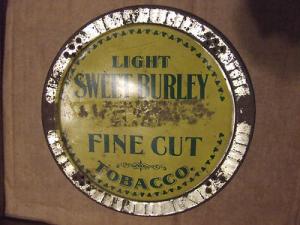 LIGHT
SWEET BURLEY
FINE CUT
TOBACCO.